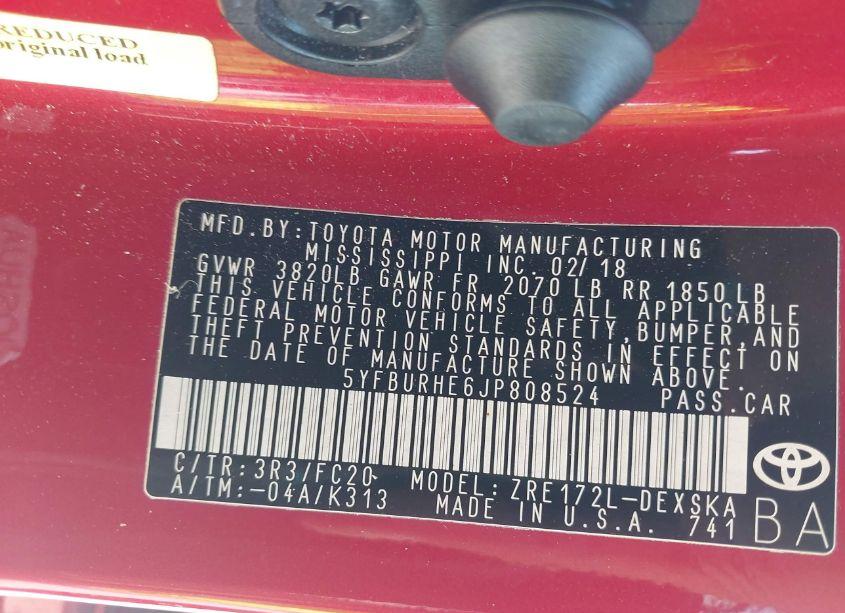 REDUCED
original load
MFD.BY:TOYOTA MOTOR MANUFACTURING
MISSISSIPPI INC. 02/18
GVWR 3820LB GAWR FR 2070 LB RR 1850 LB
THIS VEHICLE CONFORMS TO ALL APPLICABLE
FEDERAL MOTOR VEHICLE SAFETY,BUMPER,AND
THEFT PREVENTION STANDARDS IN EFFECT ON
THE DATE OF MANUFACTURE SHOWN ABOVE.
5YFBURHE6JP808524 PASS.CAR
C/TR:3R3/FC20 MODEL:ZRE172L-DEXSKA
A/TM:-04A/K313 MADE IN U.S.A. 741
BA